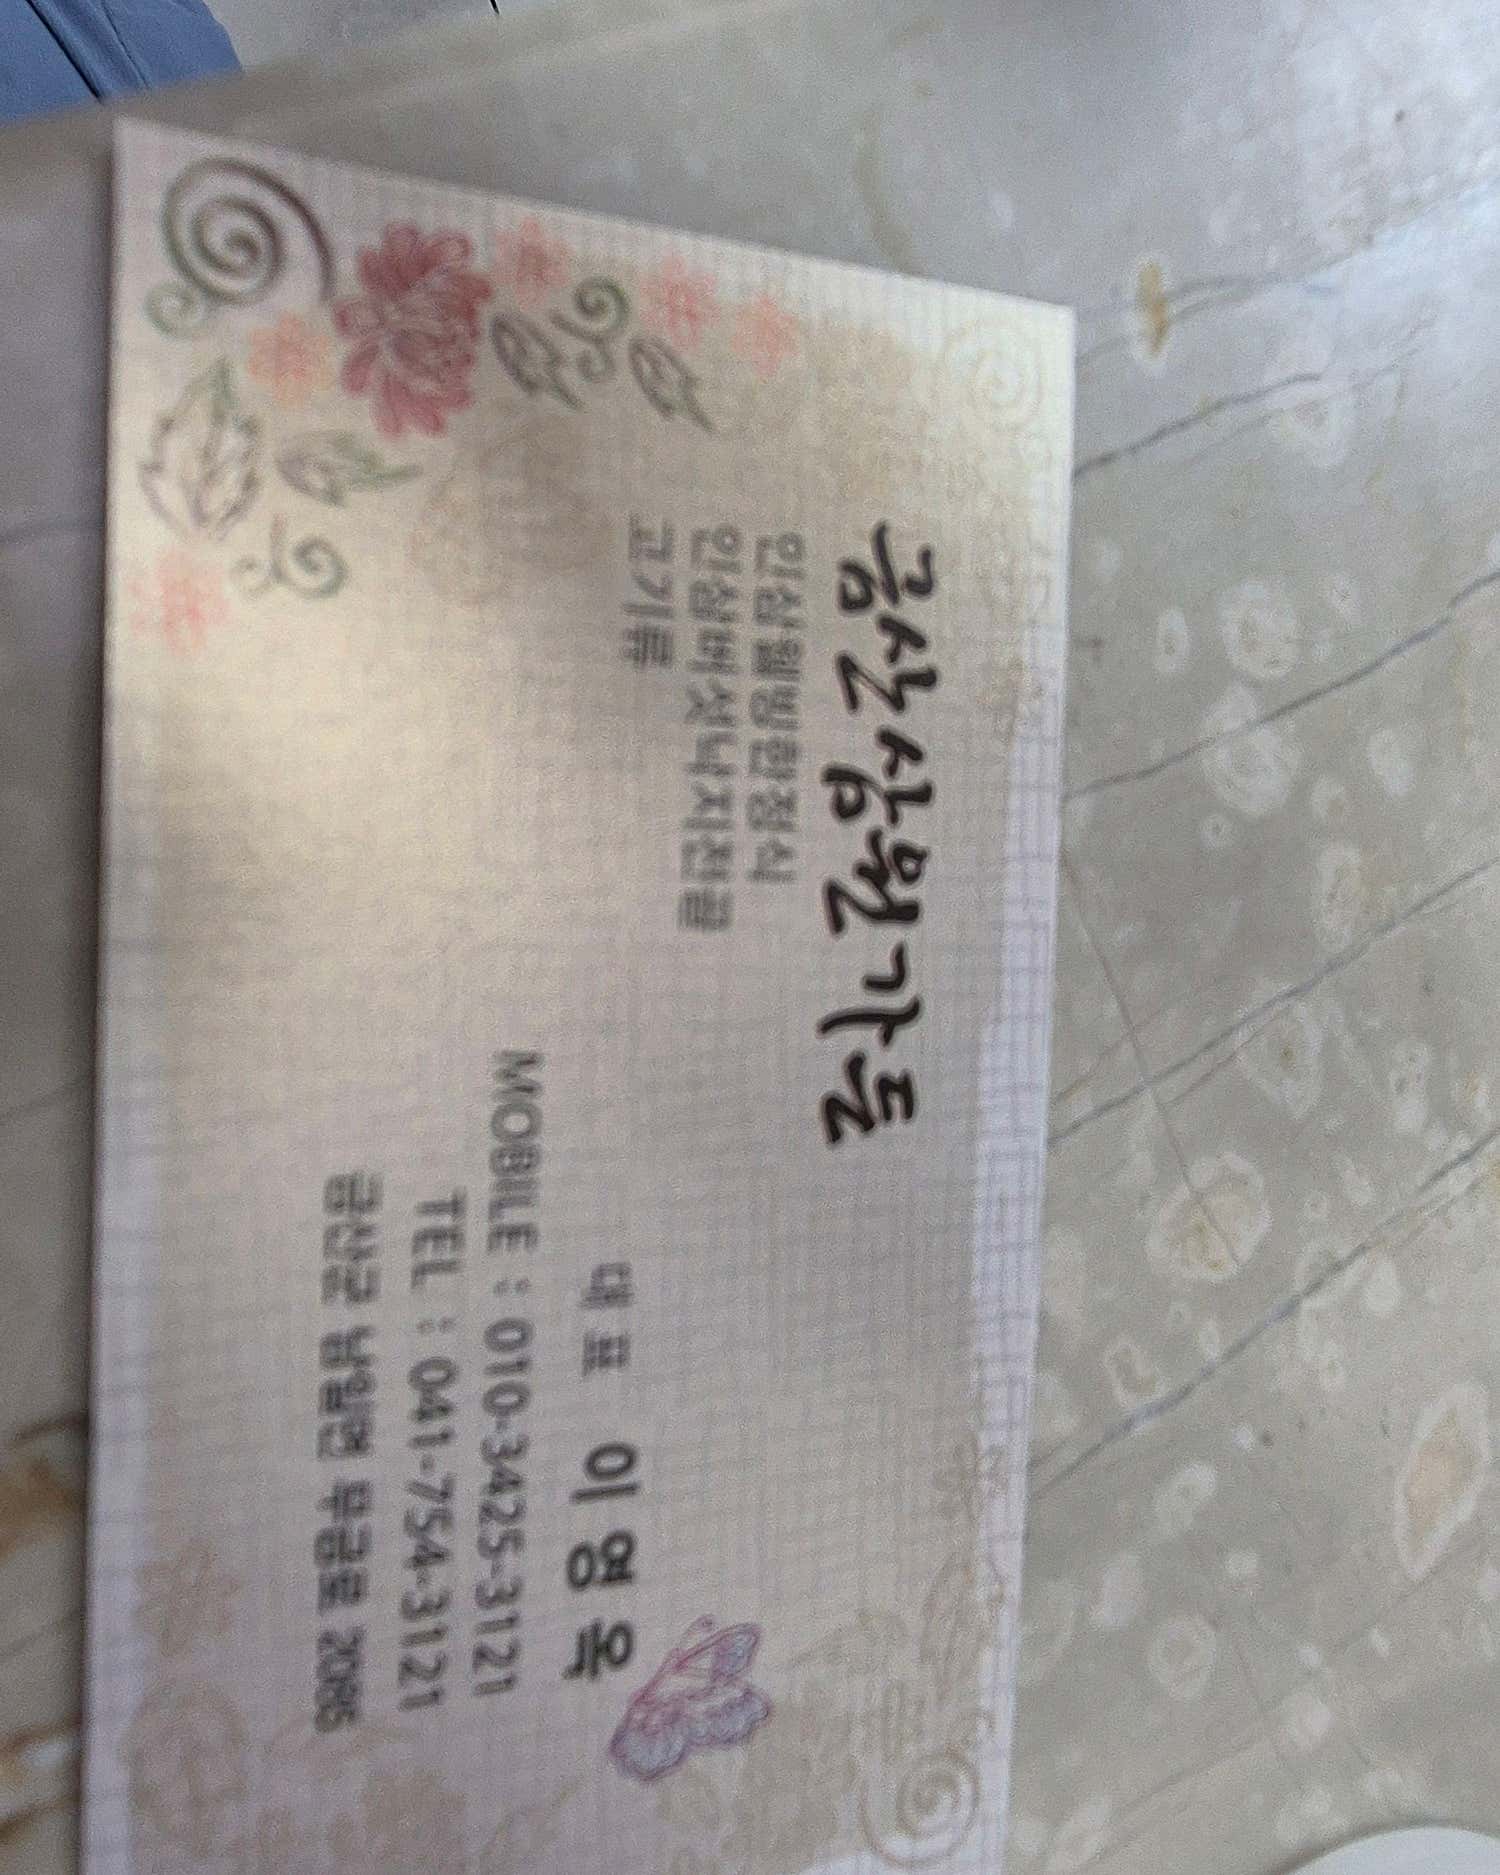 금산삼원가든
인삼웰빙한정식
인삼버섯낙지전골
고기류
대표 이영옥
MOBILE : 010-3425-3121
TEL : 041-754-3121
금산군 남일면 무금로 2085